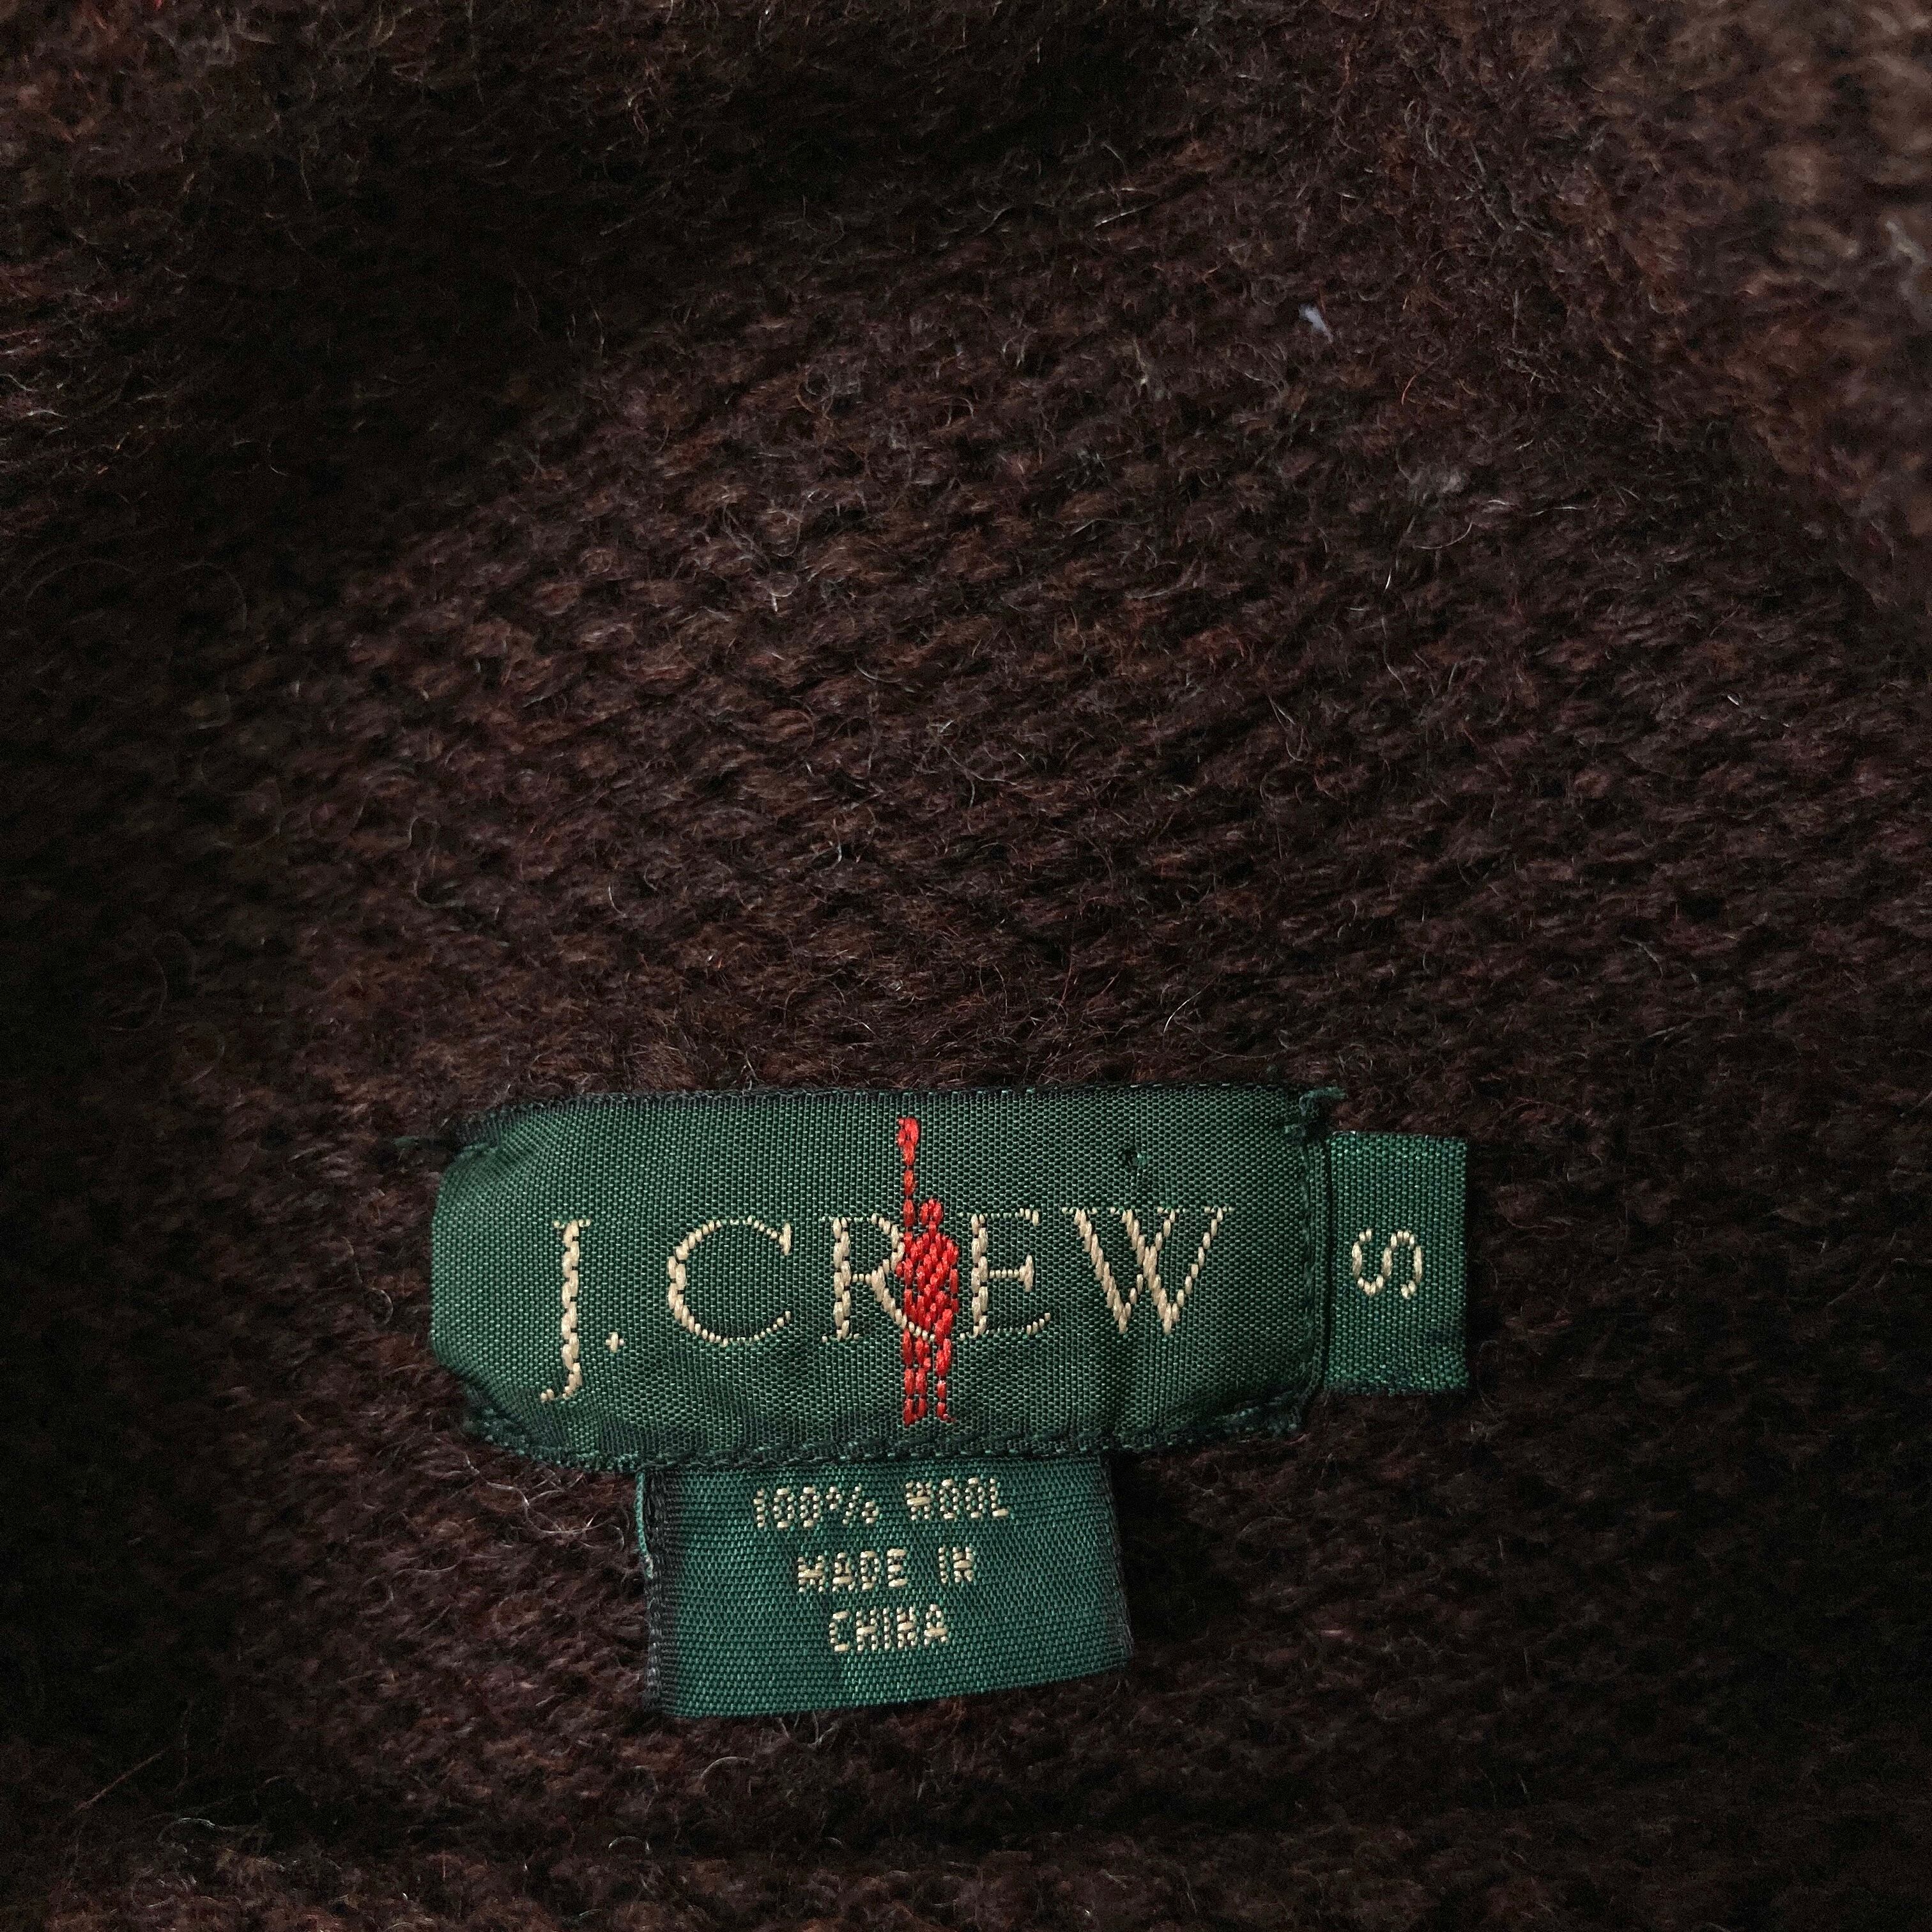 J. CREW
S
100% WOOL
MADE IN
CHINA